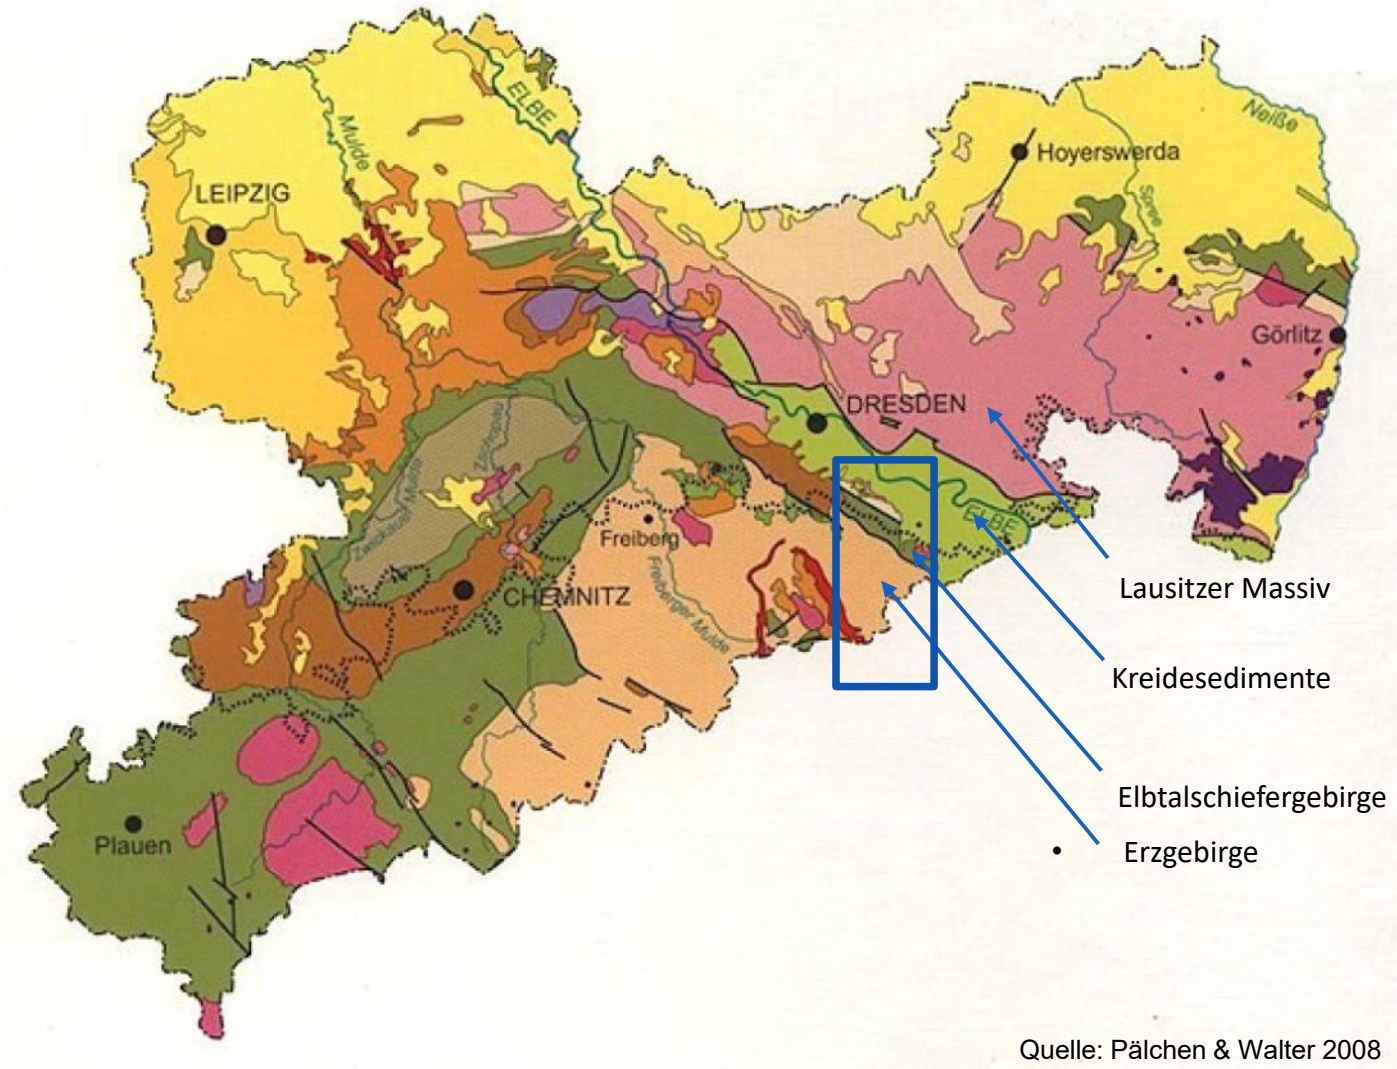 ELBE
Neiße
Mulde
Hoyerswerda
LEIPZIG
Spree
Görlitz
DRESDEN
Zschopau
Zwickauer Mulde
ELBE
Freiberg
Freiberger Mulde
CHEMNITZ
Lausitzer Massiv
Kreidesedimente
Elbtalschiefergebirge
• Erzgebirge
Plauen
Quelle: Pälchen & Walter 2008